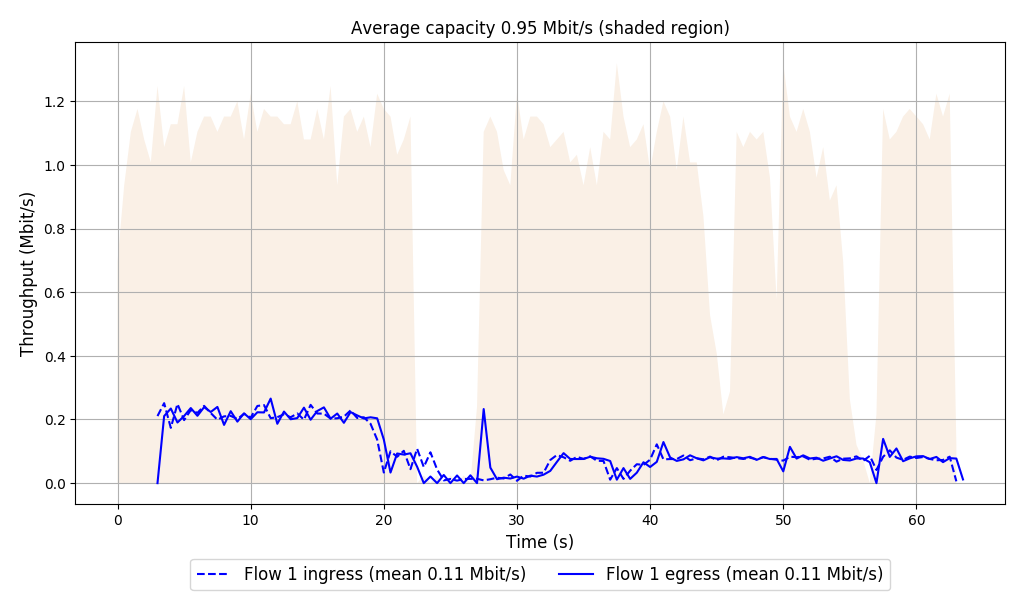 Average capacity 0.95 Mbit/s (shaded region)
Throughput (Mbit/s)
1.2
1.0
0.8
0.6
0.4
0.2
0.0
0 10 20 30 40 50 60
Time (s)
Flow 1 ingress (mean 0.11 Mbit/s) Flow 1 egress (mean 0.11 Mbit/s)